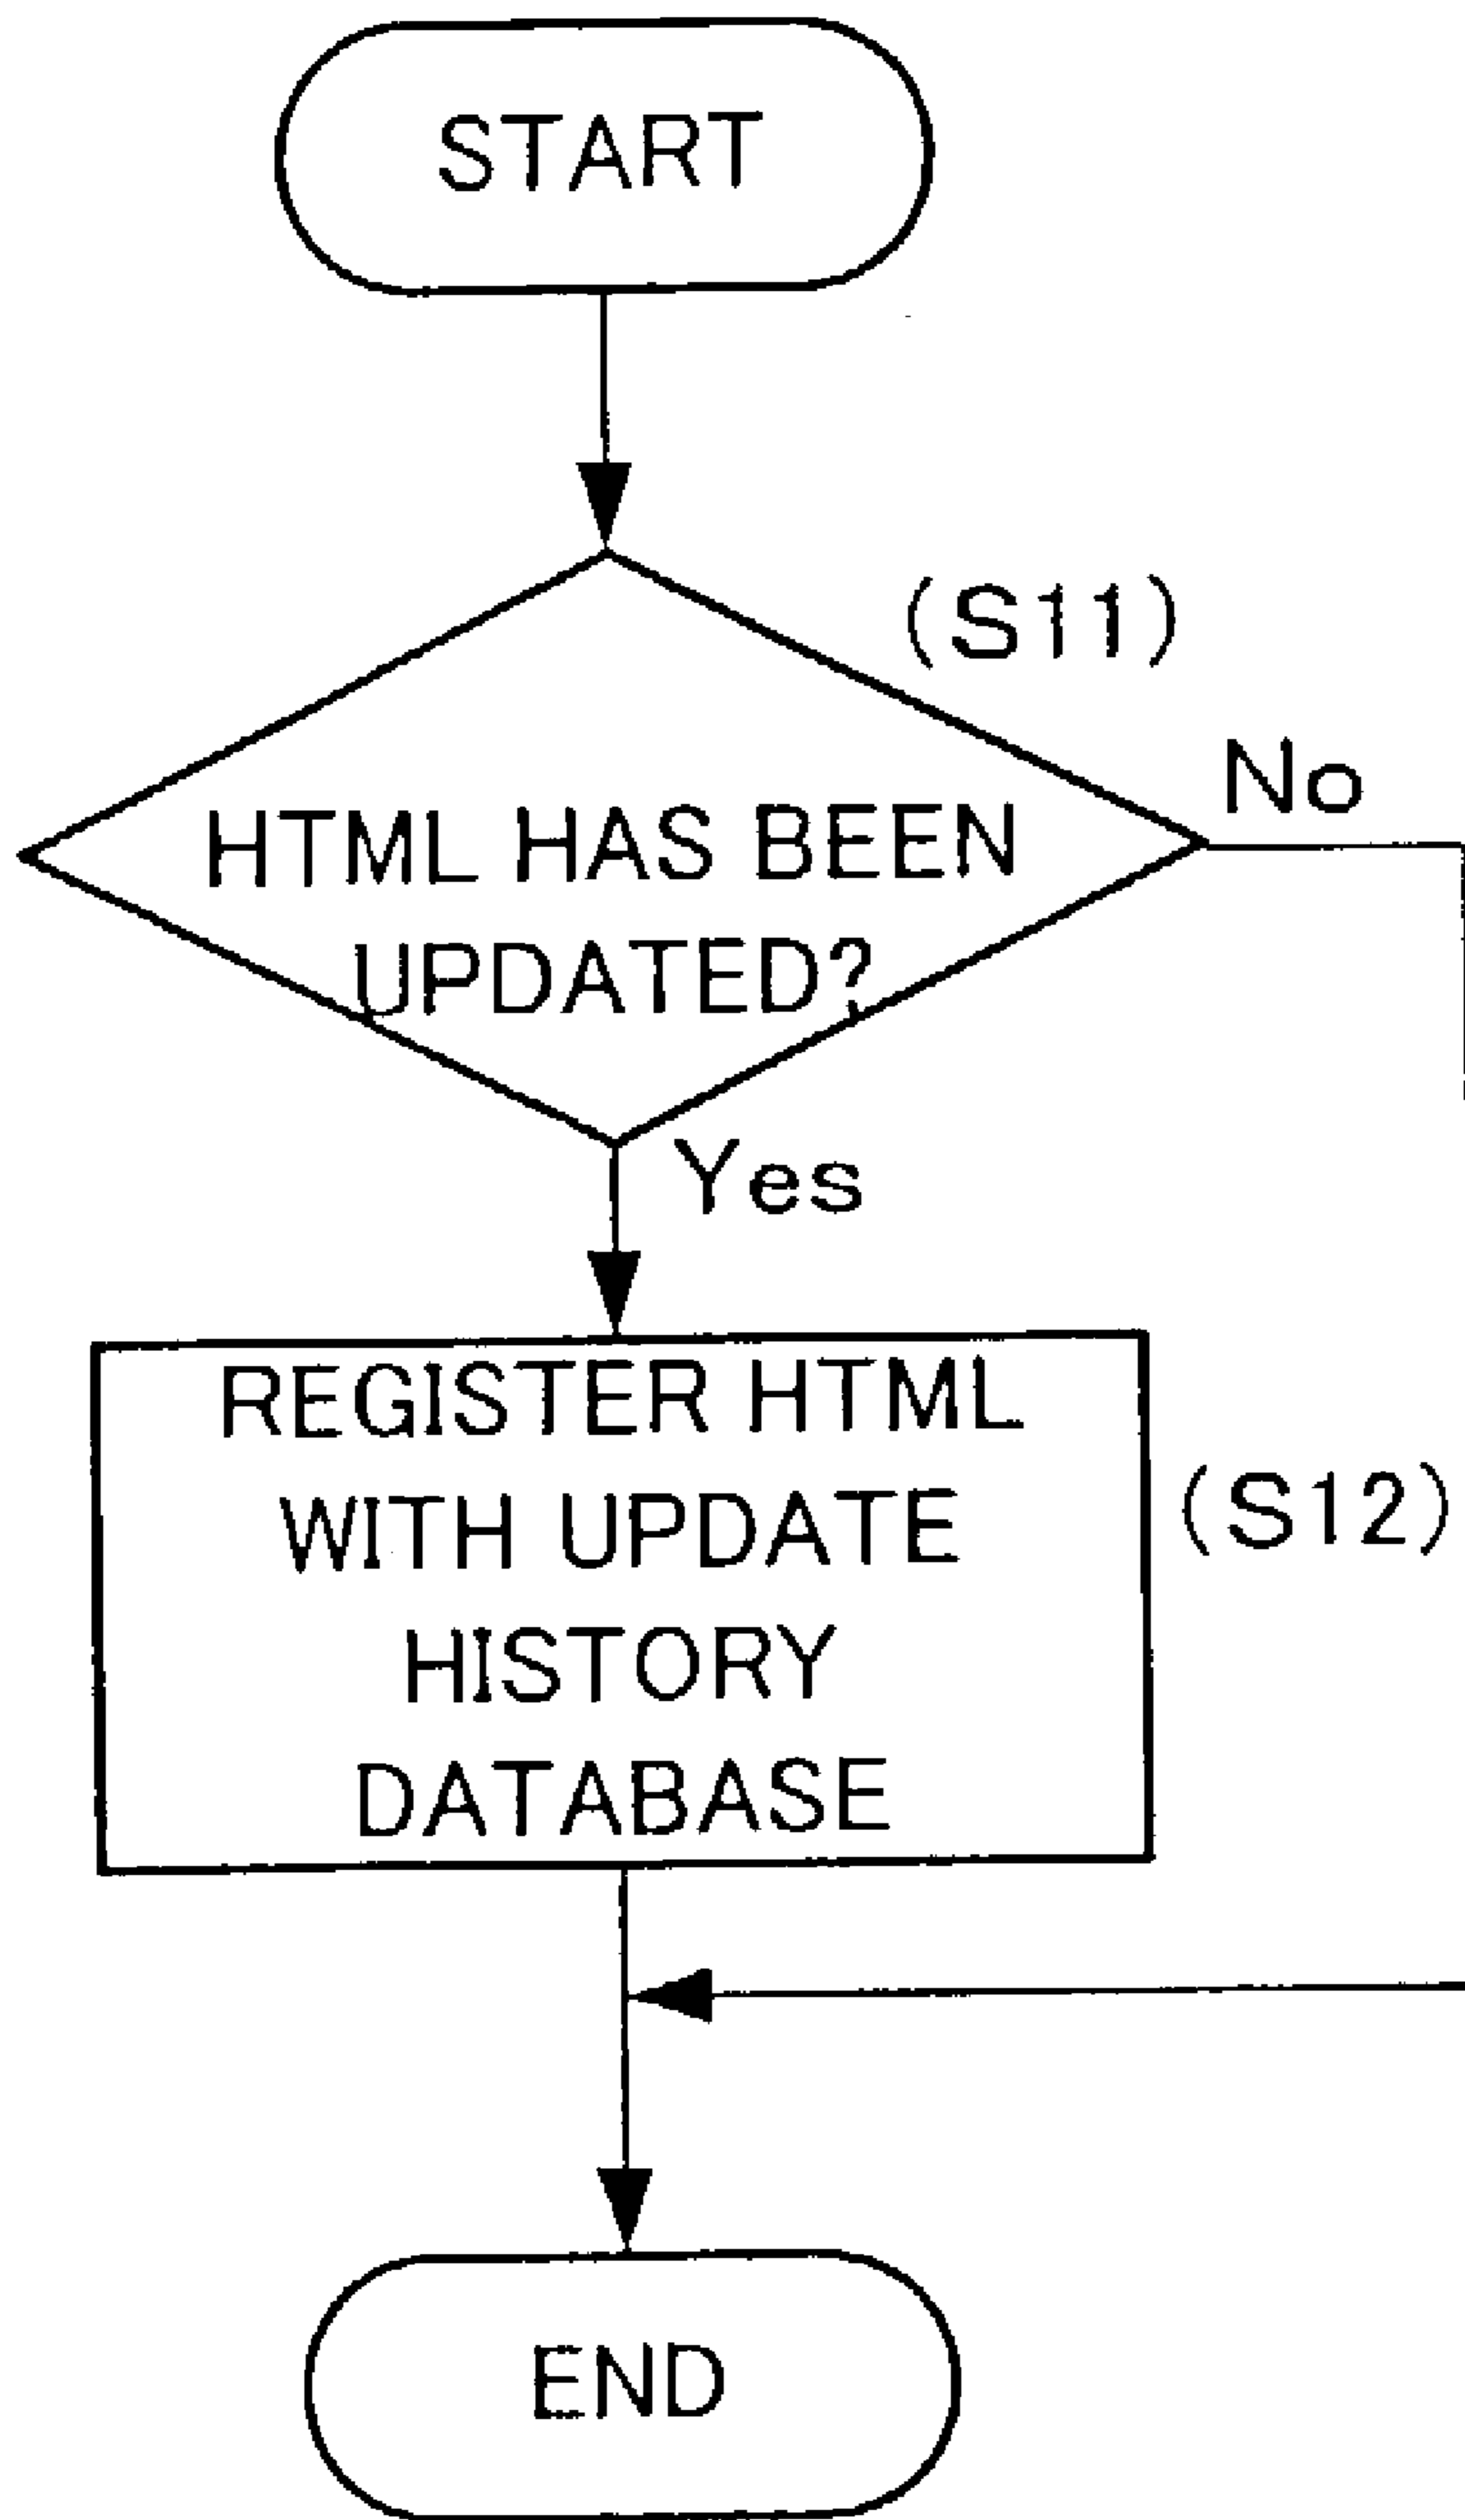 START
(S11)
No
HTML HAS BEEN
UPDATED?
Yes
REGISTER HTML
WITH UPDATE
(S12)
HISTORY
DATABASE
END